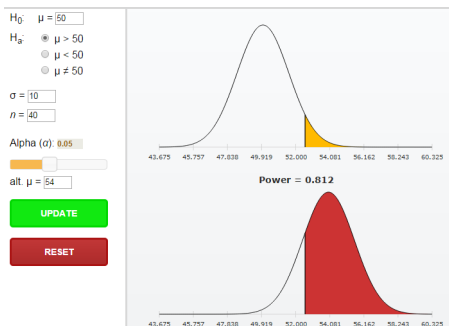 H₀: μ = 50
Hₐ: μ > 50
μ < 50
μ ≠ 50
σ = 10
n = 40
Alpha (α): 0.05
alt. μ = 54
UPDATE
RESET
43.675 45.757 47.838 49.919 52.000 54.081 56.162 58.243 60.325
Power = 0.812
43.675 45.757 47.838 49.919 52.000 54.081 56.162 58.243 60.325